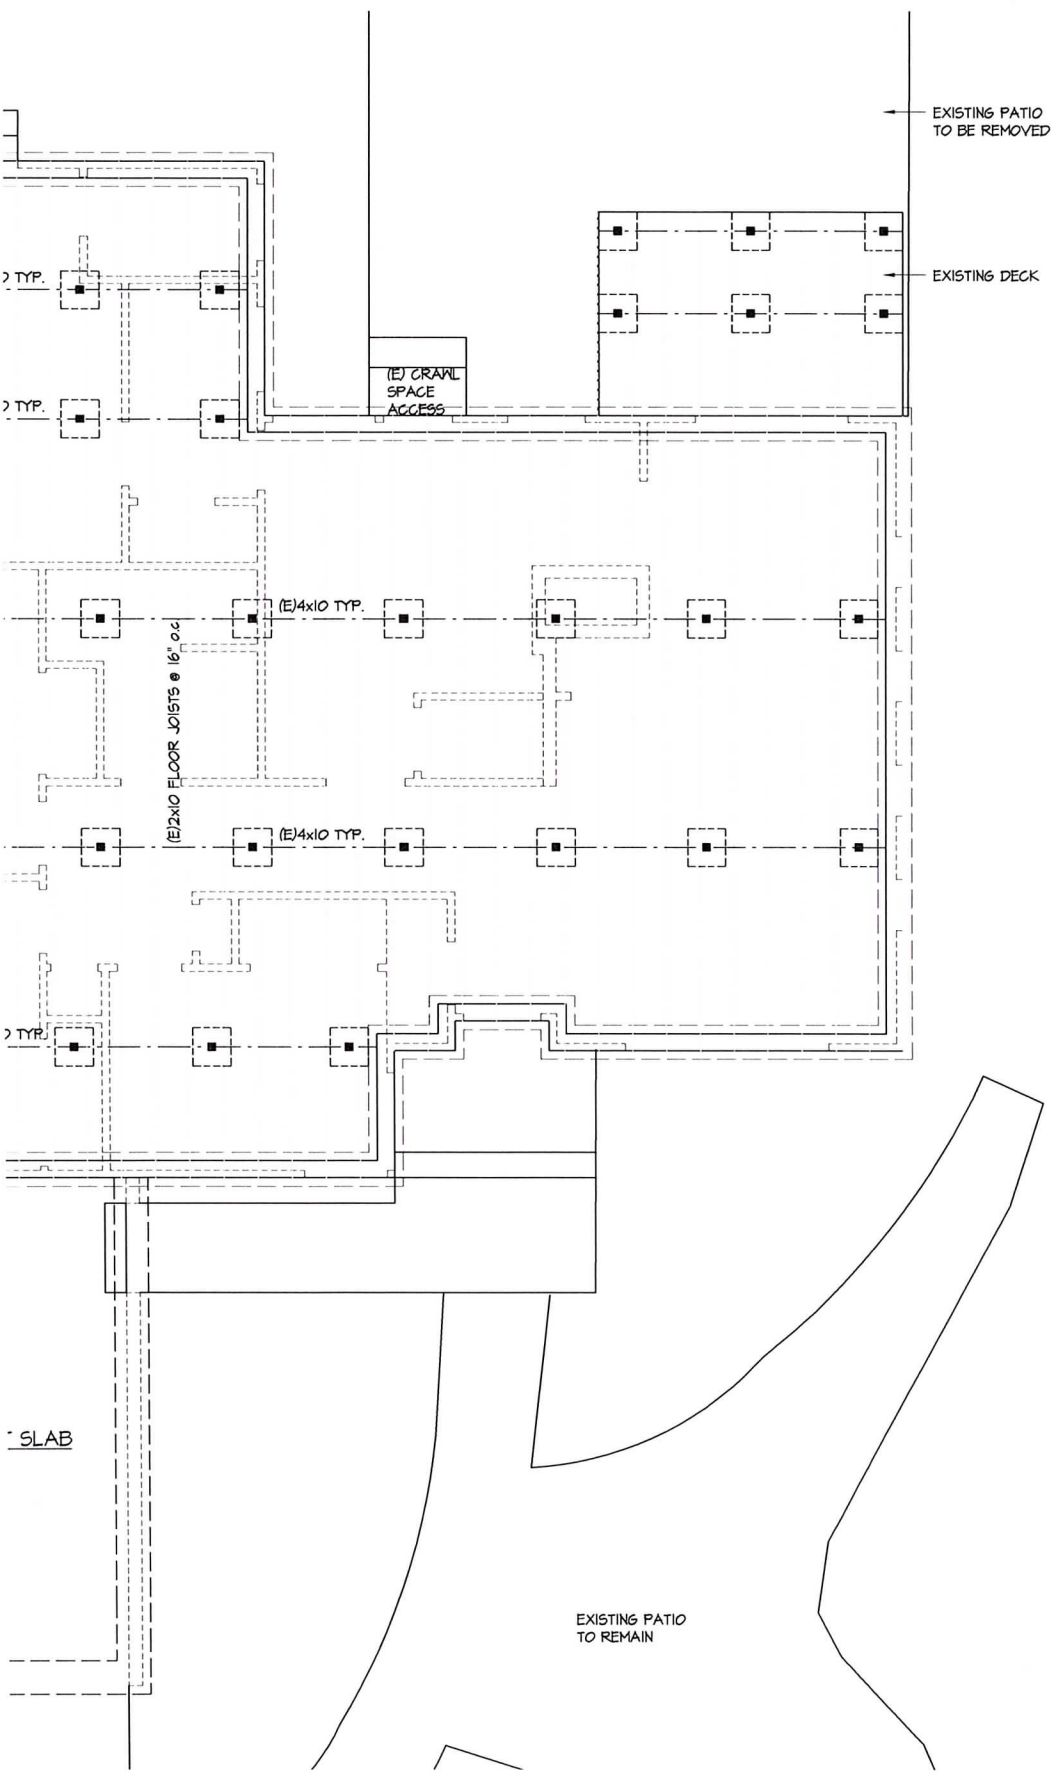 EXISTING PATIO
TO BE REMOVED
TYP.
EXISTING DECK
(E) CRAWL
SPACE
ACCESS
TYP.
(E)4x10 TYP.
(E)2x10 FLOOR JOISTS @ 16" o.c.
(E)4x10 TYP.
TYP.
SLAB
EXISTING PATIO
TO REMAIN